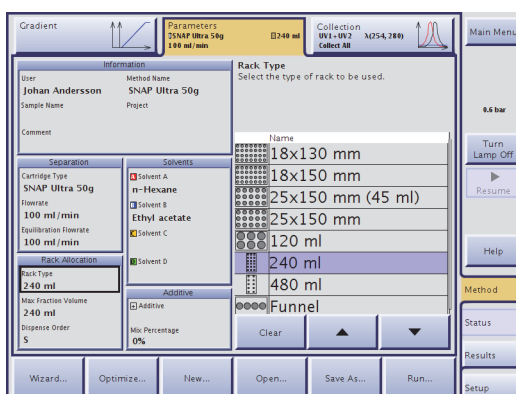 Gradient
Parameters
SNAP Ultra 50g
240 ml
100 ml/min
Collection
UV1+UV2 λ(254, 280)
Collect All
Main Menu
Information
User
Johan Andersson
Method Name
SNAP Ultra 50g
Sample Name
Project
Comment
Rack Type
Select the type of rack to be used.
0.6 bar
Turn
Lamp Off
Resume
Help
Method
Status
Results
Setup
Separation
Cartridge Type
SNAP Ultra 50g
Flowrate
100 ml/min
Equilibration Flowrate
100 ml/min
Rack Allocation
Rack Type
240 ml
Max Fraction Volume
240 ml
Dispense Order
S
Solvents
A Solvent A
n-Hexane
B Solvent B
Ethyl acetate
C Solvent C
D Solvent D
Additive
Additive
Mix Percentage
0%
Name
18x130 mm
18x150 mm
25x150 mm (45 ml)
25x150 mm
120 ml
240 ml
480 ml
Funnel
Clear
Wizard...
Optimize...
New...
Open...
Save As...
Run...